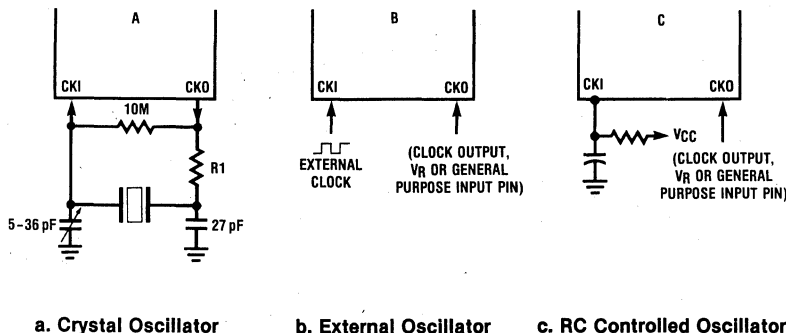 A
CKI
CKO
10M
R1
5–36 pF
27 pF
a. Crystal Oscillator
B
CKI
CKO
EXTERNAL
CLOCK
(CLOCK OUTPUT,
VR OR GENERAL
PURPOSE INPUT PIN)
b. External Oscillator
C
CKI
CKO
VCC
(CLOCK OUTPUT,
VR OR GENERAL
PURPOSE INPUT PIN)
c. RC Controlled Oscillator